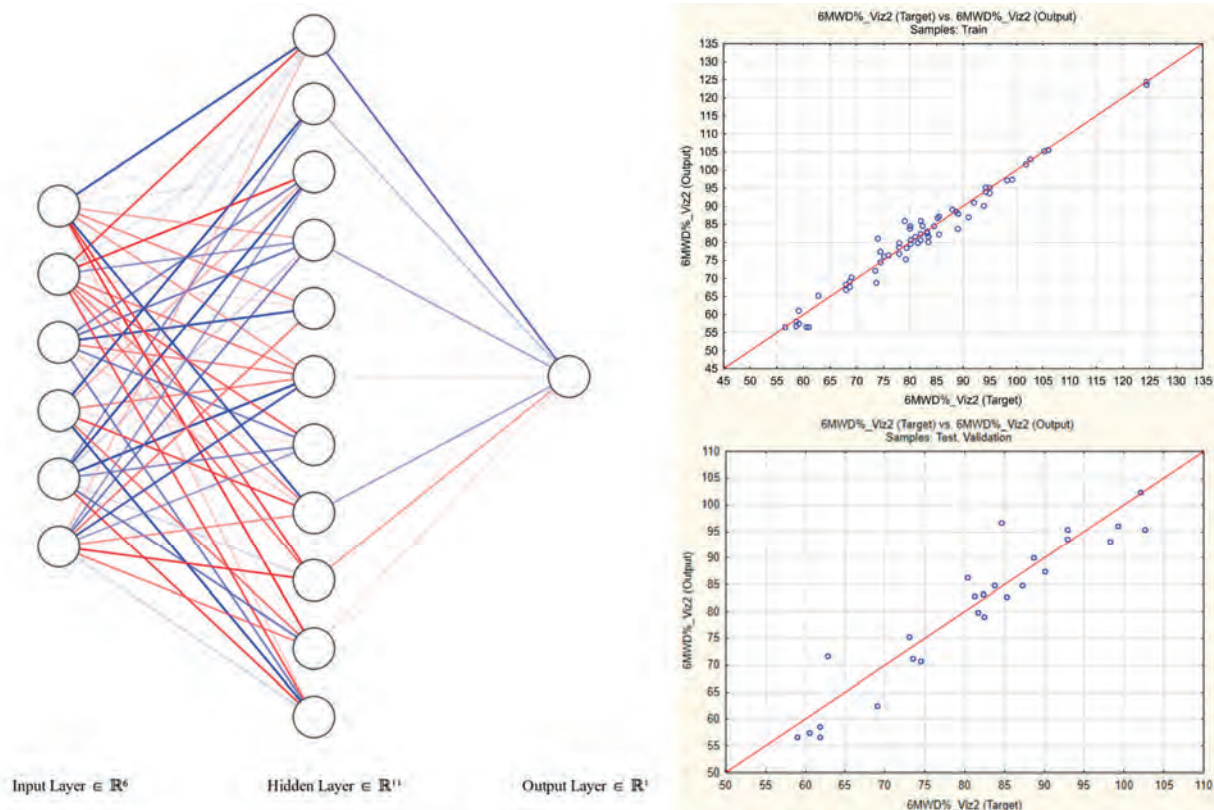 Input Layer ∈ ℝ⁶
Hidden Layer ∈ ℝ¹¹
Output Layer ∈ ℝ¹
6MWD%_Viz2 (Target) vs. 6MWD%_Viz2 (Output)
Samples: Train
6MWD%_Viz2 (Output)
135
130
125
120
115
110
105
100
95
90
85
80
75
70
65
60
55
50
45
45 50 55 60 65 70 75 80 85 90 95 100 105 110 115 120 125 130 135
6MWD%_Viz2 (Target)
6MWD%_Viz2 (Target) vs. 6MWD%_Viz2 (Output)
Samples: Test, Validation
6MWD%_Viz2 (Output)
110
105
100
95
90
85
80
75
70
65
60
55
50
50 55 60 65 70 75 80 85 90 95 100 105 110
6MWD%_Viz2 (Target)